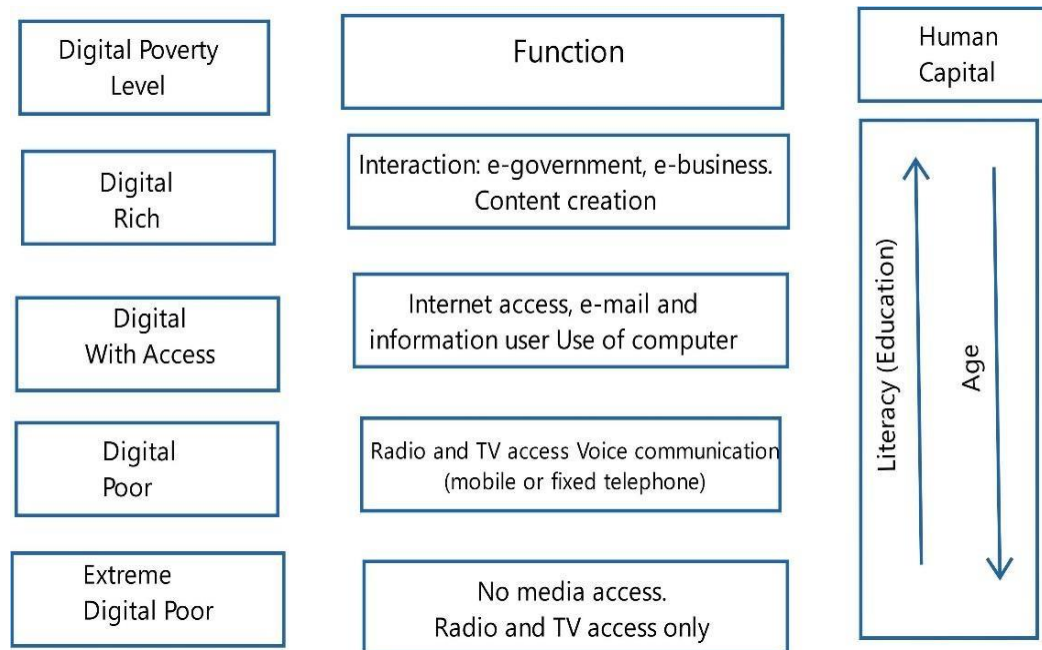 Digital Poverty
Level
Function
Human
Capital
Digital
Rich
Interaction: e-government, e-business.
Content creation
Digital
With Access
Internet access, e-mail and
information user Use of computer
Digital
Poor
Radio and TV access Voice communication
(mobile or fixed telephone)
Extreme
Digital Poor
No media access.
Radio and TV access only
Literacy (Education)
Age